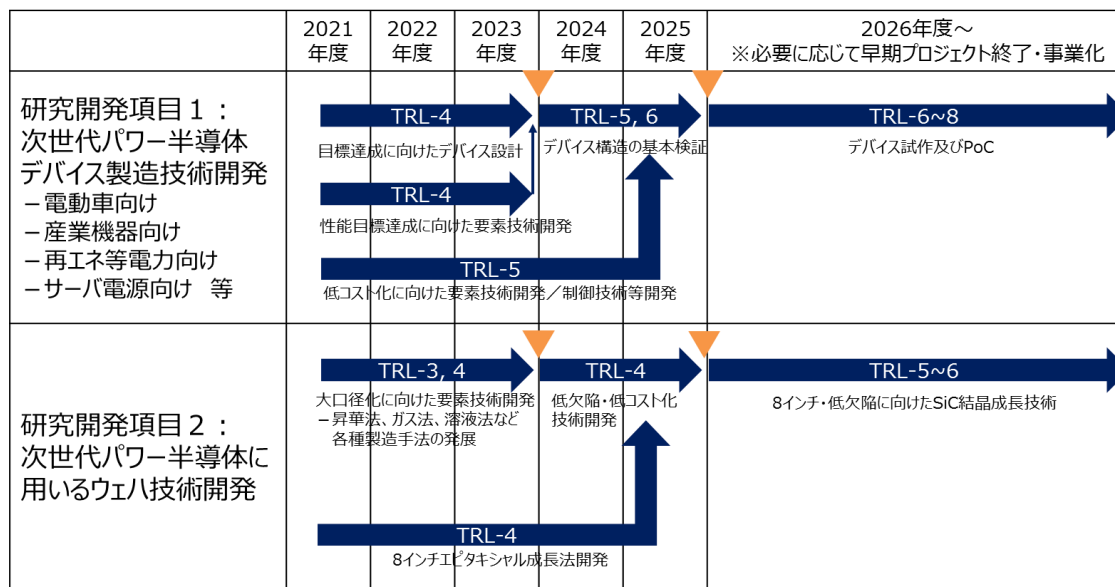 2021
年度
2022
年度
2023
年度
2024
年度
2025
年度
2026年度～
※必要に応じて早期プロジェクト終了・事業化
研究開発項目１：
次世代パワー半導体
デバイス製造技術開発
－電動車向け
－産業機器向け
－再エネ等電力向け
－サーバ電源向け 等
TRL-4
目標達成に向けたデバイス設計
TRL-4
性能目標達成に向けた要素技術開発
TRL-5
低コスト化に向けた要素技術開発／制御技術等開発
TRL-5, 6
デバイス構造の基本検証
TRL-6~8
デバイス試作及びPoC
研究開発項目２：
次世代パワー半導体に
用いるウェハ技術開発
TRL-3, 4
大口径化に向けた要素技術開発
－昇華法、ガス法、溶液法など
各種製造手法の発展
TRL-4
低欠陥・低コスト化
技術開発
TRL-5~6
8インチ・低欠陥に向けたSiC結晶成長技術
TRL-4
8インチエピタキシャル成長法開発